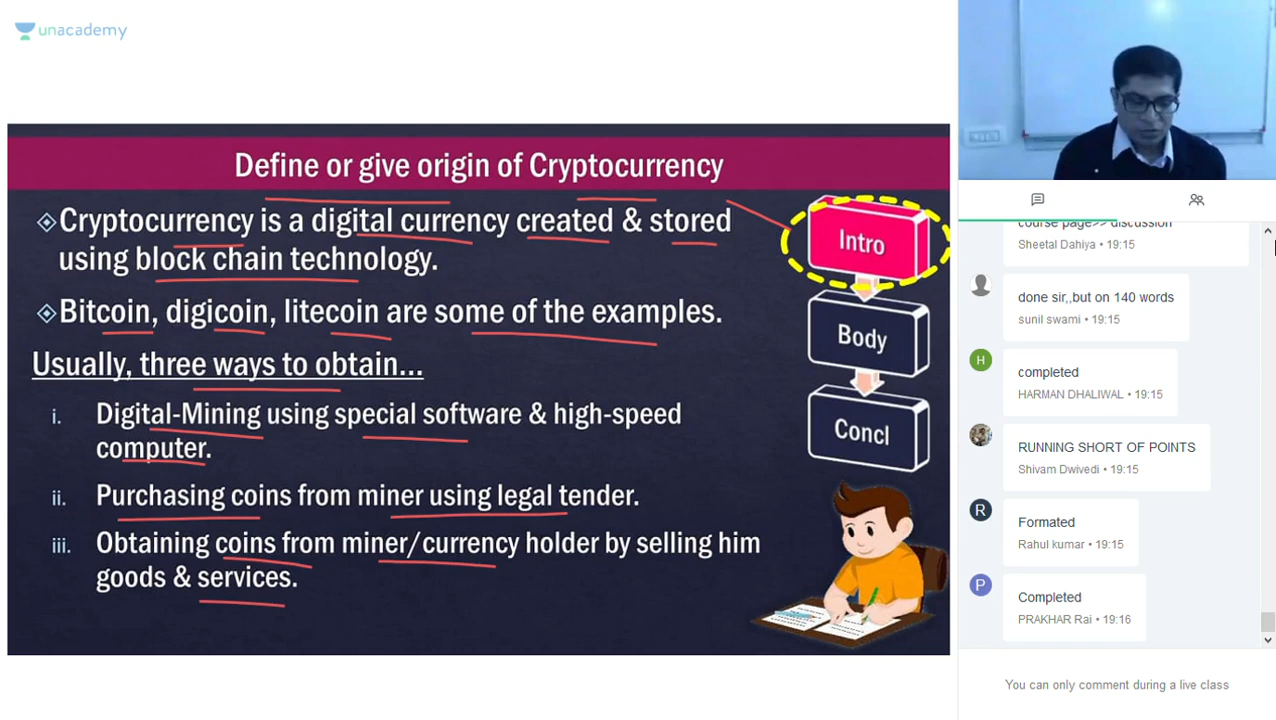 unacademy
Define or give origin of Cryptocurrency
Cryptocurrency is a digital currency created & stored
using block chain technology.
Bitcoin, digicoin, litecoin are some of the examples.
Usually, three ways to obtain...
i. Digital-Mining using special software & high-speed
computer.
ii. Purchasing coins from miner using legal tender.
iii. Obtaining coins from miner/currency holder by selling him
goods & services.
Intro
Body
Concl
course page>> discussion
Sheetal Dahiya • 19:15
done sir,,but on 140 words
sunil swami • 19:15
H
completed
HARMAN DHALIWAL • 19:15
RUNNING SHORT OF POINTS
Shivam Dwivedi • 19:15
R
Formated
Rahul kumar • 19:15
P
Completed
PRAKHAR Rai • 19:16
You can only comment during a live class